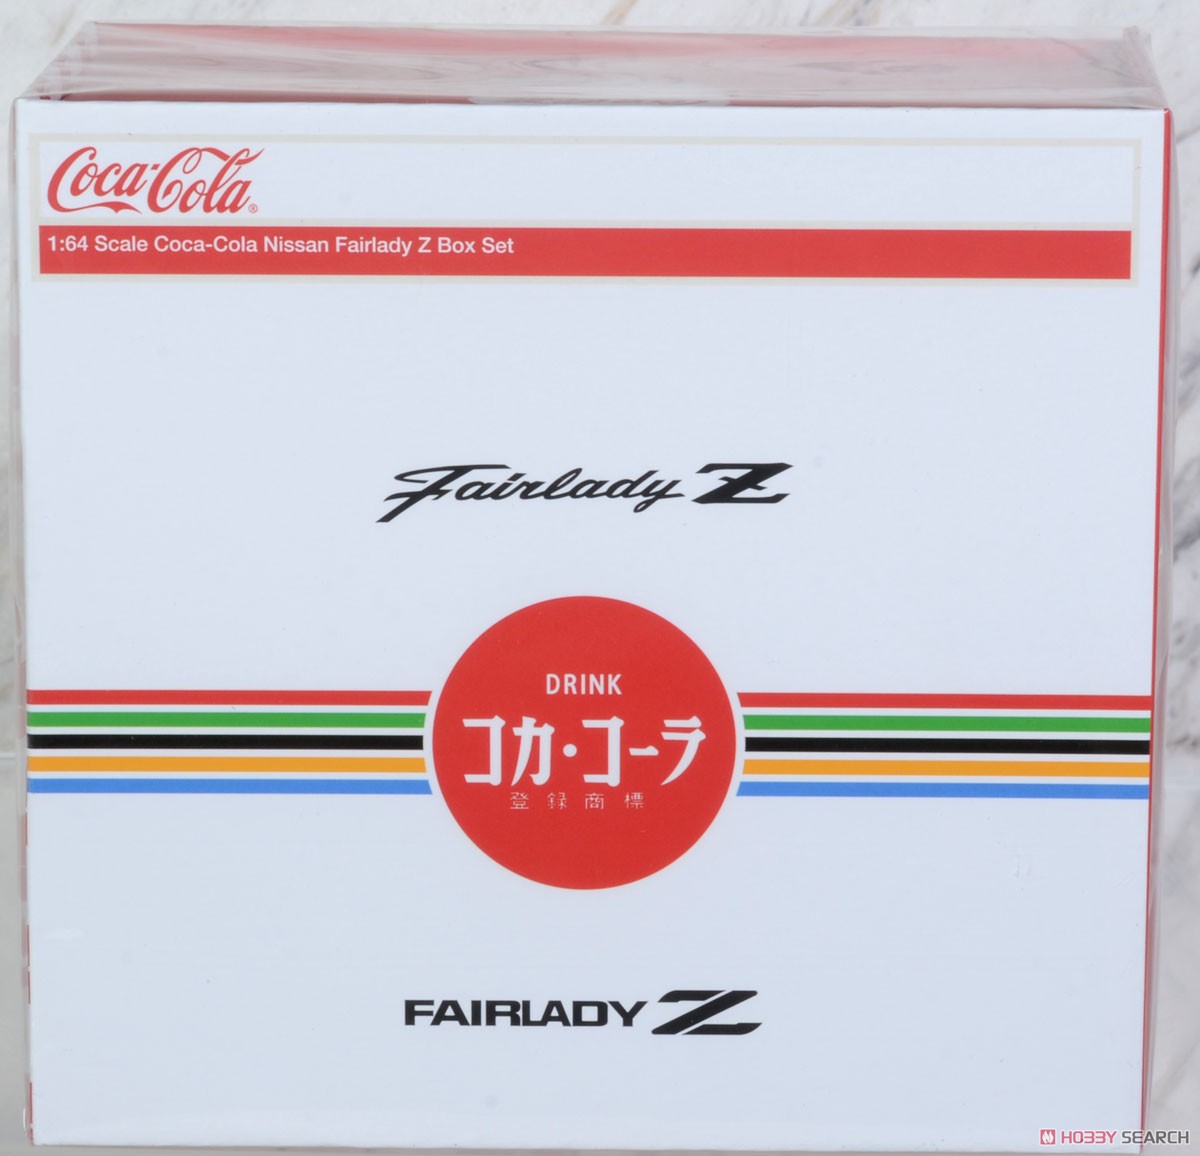 Coca-Cola®
1:64 Scale Coca-Cola Nissan Fairlady Z Box Set
Fairlady Z
DRINK
コカ・コーラ
登録商標
FAIRLADY Z
HOBBY SEARCH